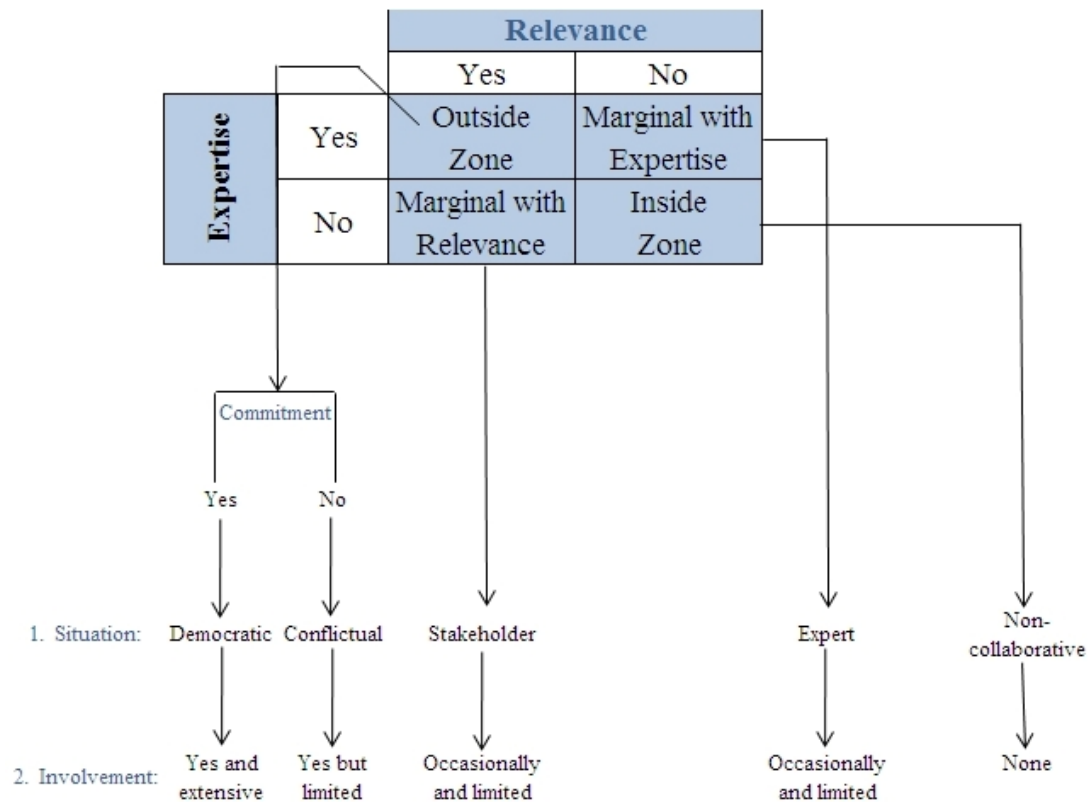 Relevance
Yes No
Expertise
Yes
Outside Zone
Marginal with Expertise
No
Marginal with Relevance
Inside Zone
Commitment
Yes No
1. Situation: Democratic Conflictual Stakeholder Expert Non-collaborative
2. Involvement: Yes and extensive Yes but limited Occasionally and limited Occasionally and limited None